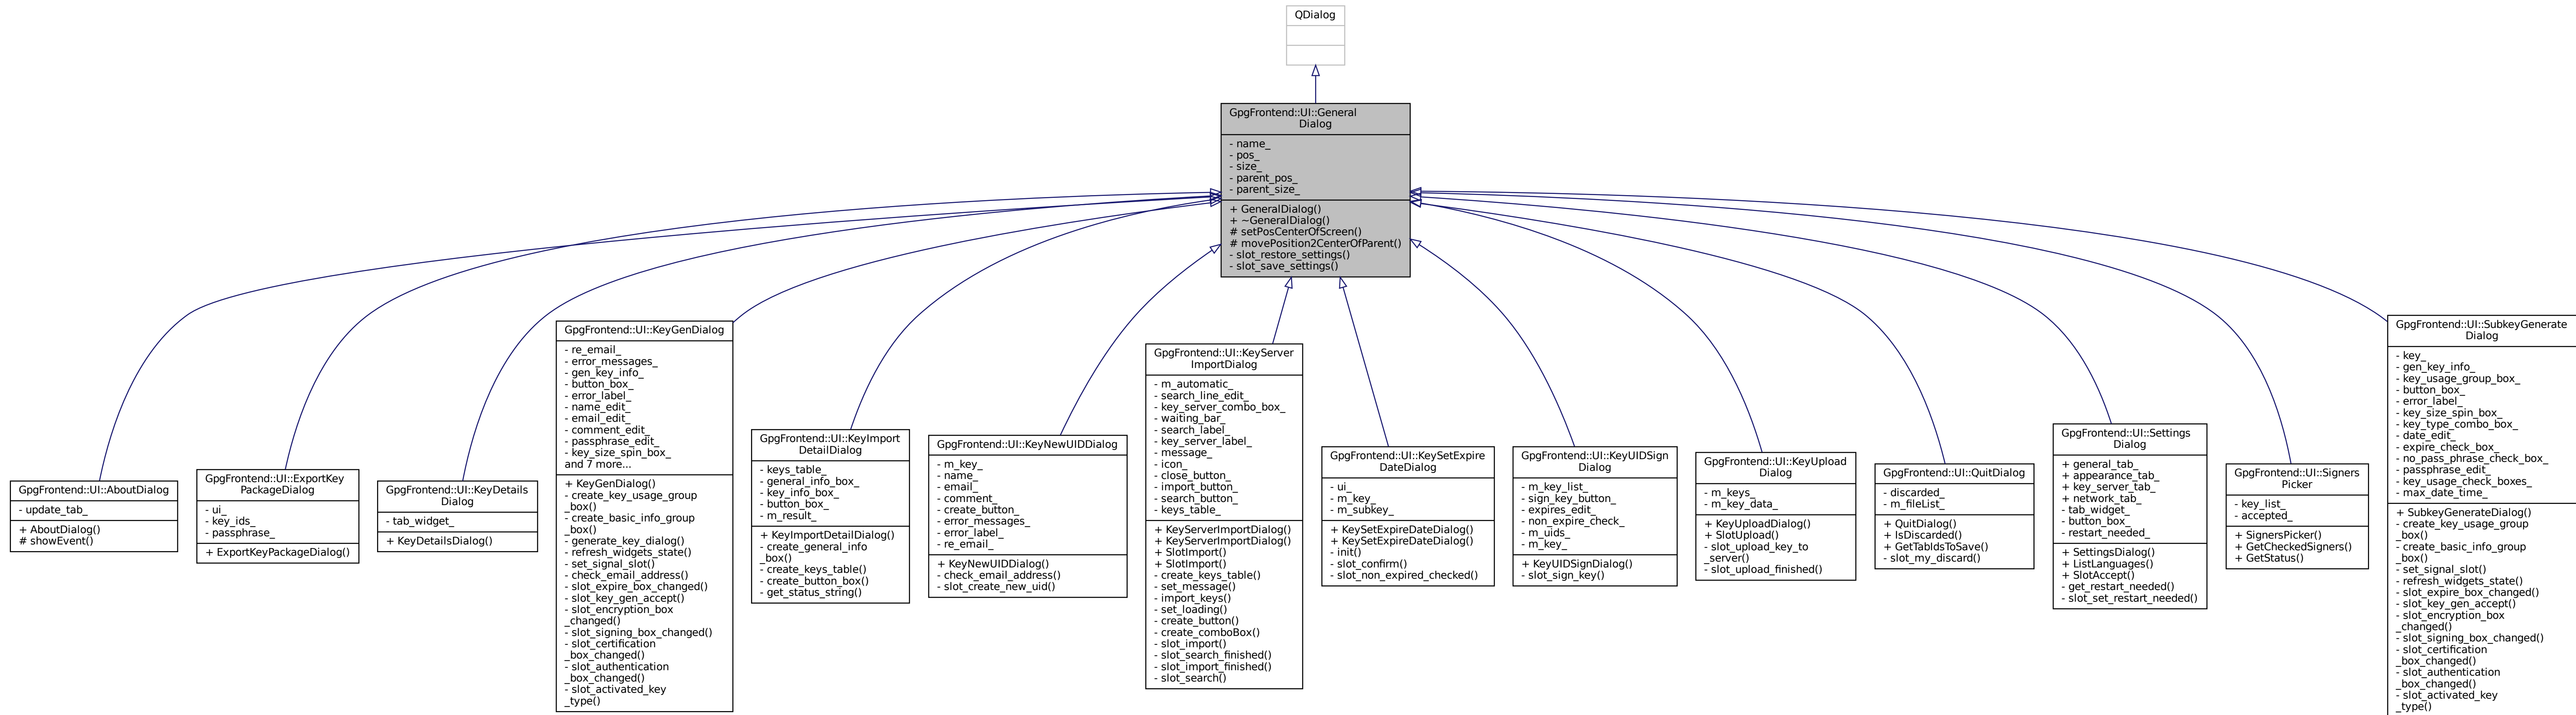 QDialog
GpgFrontend::UI::General
Dialog
- name_
- pos_
- size_
- parent_pos_
- parent_size_
+ GeneralDialog()
+ ~GeneralDialog()
# setPosCenterOfScreen()
# movePosition2CenterOfParent()
- slot_restore_settings()
- slot_save_settings()
GpgFrontend::UI::AboutDialog
- update_tab_
+ AboutDialog()
# showEvent()
GpgFrontend::UI::ExportKey
PackageDialog
- ui_
- key_ids_
- passphrase_
+ ExportKeyPackageDialog()
GpgFrontend::UI::KeyDetails
Dialog
- tab_widget_
+ KeyDetailsDialog()
GpgFrontend::UI::KeyGenDialog
- re_email_
- error_messages_
- gen_key_info_
- button_box_
- error_label_
- name_edit_
- email_edit_
- comment_edit_
- passphrase_edit_
- key_size_spin_box_
and 7 more...
+ KeyGenDialog()
- create_key_usage_group
_box()
- create_basic_info_group
_box()
- generate_key_dialog()
- refresh_widgets_state()
- set_signal_slot()
- check_email_address()
- slot_expire_box_changed()
- slot_key_gen_accept()
- slot_encryption_box
_changed()
- slot_signing_box_changed()
- slot_certification
_box_changed()
- slot_authentication
_box_changed()
- slot_activated_key
_type()
GpgFrontend::UI::KeyImport
DetailDialog
- keys_table_
- general_info_box_
- key_info_box_
- button_box_
- m_result_
+ KeyImportDetailDialog()
- create_general_info
_box()
- create_keys_table()
- create_button_box()
- get_status_string()
GpgFrontend::UI::KeyNewUIDDialog
- m_key_
- name_
- email_
- comment_
- create_button_
- error_messages_
- error_label_
- re_email_
+ KeyNewUIDDialog()
- check_email_address()
- slot_create_new_uid()
GpgFrontend::UI::KeyServer
ImportDialog
- m_automatic_
- search_line_edit_
- key_server_combo_box_
- waiting_bar_
- search_label_
- key_server_label_
- message_
- icon_
- close_button_
- import_button_
- search_button_
- keys_table_
+ KeyServerImportDialog()
+ KeyServerImportDialog()
+ SlotImport()
+ SlotImport()
- create_keys_table()
- set_message()
- import_keys()
- set_loading()
- create_button()
- create_comboBox()
- slot_import()
- slot_search_finished()
- slot_import_finished()
- slot_search()
GpgFrontend::UI::KeySetExpire
DateDialog
- ui_
- m_key_
- m_subkey_
+ KeySetExpireDateDialog()
+ KeySetExpireDateDialog()
- init()
- slot_confirm()
- slot_non_expired_checked()
GpgFrontend::UI::KeyUIDSign
Dialog
- m_key_list_
- sign_key_button_
- expires_edit_
- non_expire_check_
- m_uids_
- m_key_
+ KeyUIDSignDialog()
- slot_sign_key()
GpgFrontend::UI::KeyUpload
Dialog
- m_keys_
- m_key_data_
+ KeyUploadDialog()
+ SlotUpload()
- slot_upload_key_to
_server()
- slot_upload_finished()
GpgFrontend::UI::QuitDialog
- discarded_
- m_fileList_
+ QuitDialog()
+ IsDiscarded()
+ GetTabIdsToSave()
- slot_my_discard()
GpgFrontend::UI::Settings
Dialog
+ general_tab_
+ appearance_tab_
+ key_server_tab_
+ network_tab_
- tab_widget_
- button_box_
- restart_needed_
+ SettingsDialog()
+ ListLanguages()
+ SlotAccept()
- get_restart_needed()
- slot_set_restart_needed()
GpgFrontend::UI::Signers
Picker
- key_list_
- accepted_
+ SignersPicker()
+ GetCheckedSigners()
+ GetStatus()
GpgFrontend::UI::SubkeyGenerate
Dialog
- key_
- gen_key_info_
- key_usage_group_box_
- button_box_
- error_label_
- key_size_spin_box_
- key_type_combo_box_
- date_edit_
- expire_check_box_
- no_pass_phrase_check_box_
- passphrase_edit_
- key_usage_check_boxes_
- max_date_time_
+ SubkeyGenerateDialog()
- create_key_usage_group
_box()
- create_basic_info_group
_box()
- set_signal_slot()
- refresh_widgets_state()
- slot_expire_box_changed()
- slot_key_gen_accept()
- slot_encryption_box
_changed()
- slot_signing_box_changed()
- slot_certification
_box_changed()
- slot_authentication
_box_changed()
- slot_activated_key
_type()